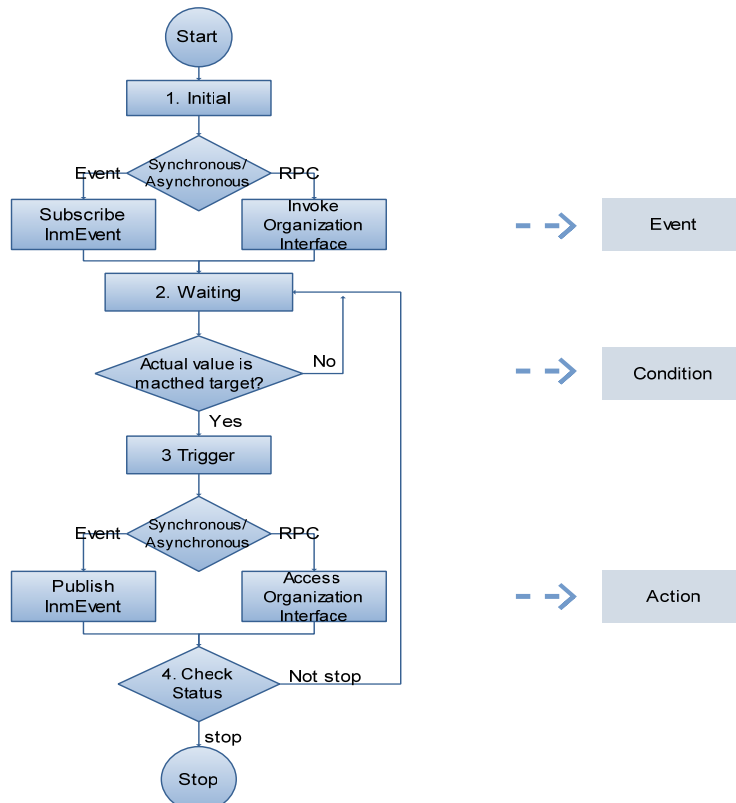 Start
1. Initial
Synchronous/
Asynchronous
Event
RPC
Subscribe
InmEvent
Invoke
Organization
Interface
Event
2. Waiting
Actual value is
macthed target?
No
Condition
Yes
3 Trigger
Synchronous/
Asynchronous
Event
RPC
Publish
InmEvent
Access
Organization
Interface
Action
4. Check
Status
Not stop
stop
Stop